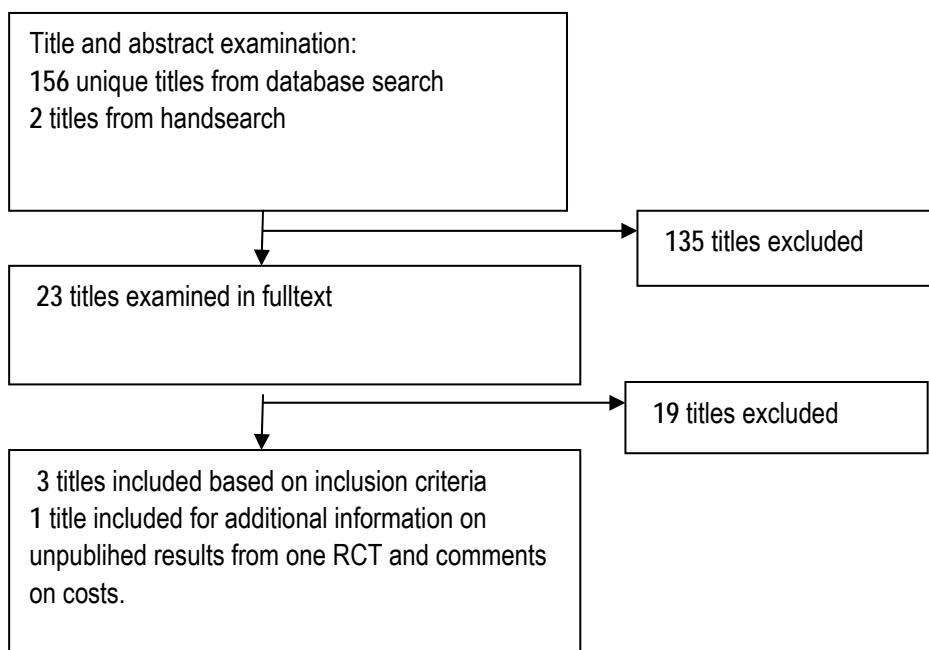 Title and abstract examination:
156 unique titles from database search
2 titles from handsearch
135 titles excluded
23 titles examined in fulltext
19 titles excluded
3 titles included based on inclusion criteria
1 title included for additional information on
unpublihed results from one RCT and comments
on costs.